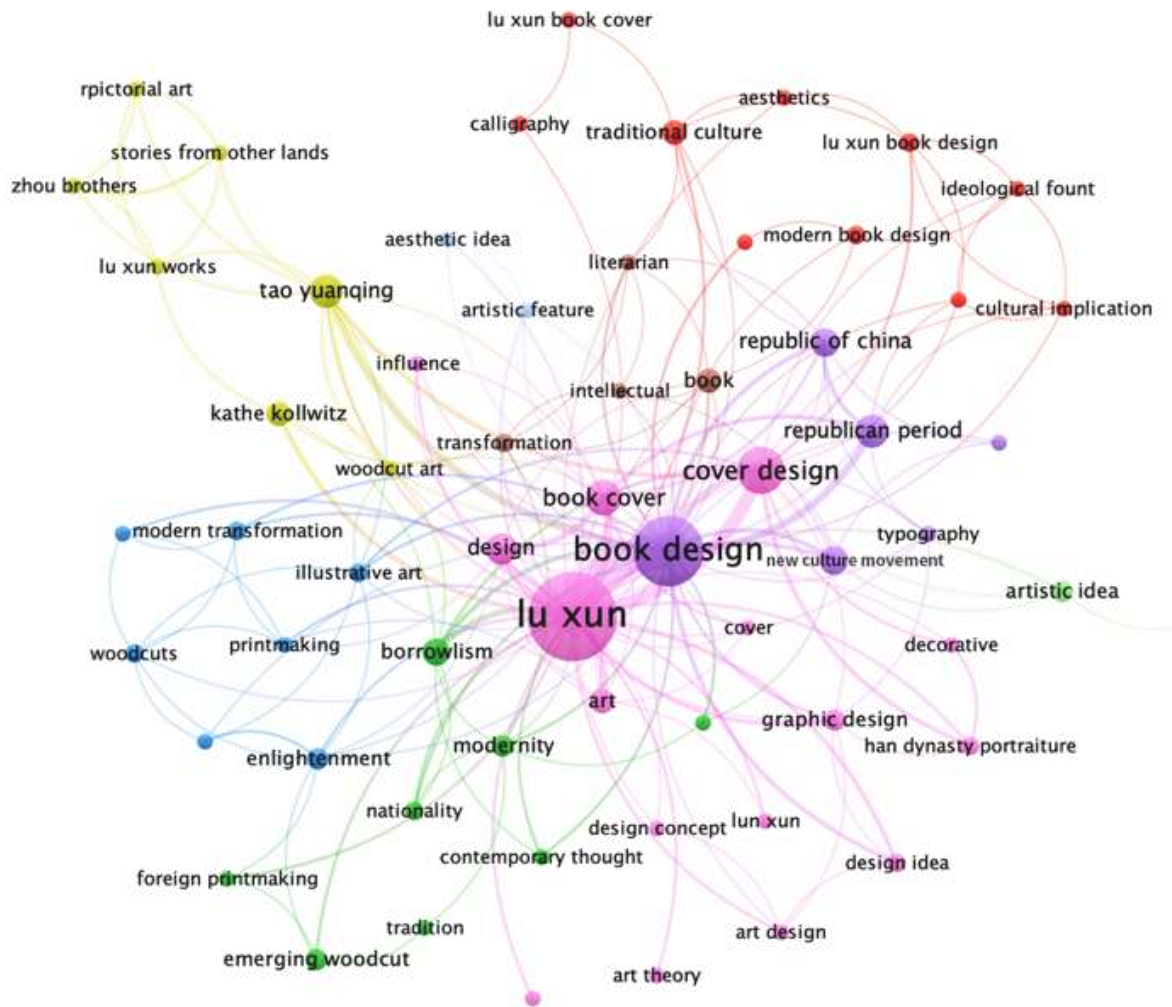 lu xun book cover
rpictorial art
aesthetics
calligraphy
traditional culture
lu xun book design
stories from other lands
zhou brothers
ideological fount
aesthetic idea
modern book design
lu xun works
literarian
tao yuanqing
artistic feature
cultural implication
republic of china
influence
intellectual
book
kathe kollwitz
transformation
republican period
woodcut art
cover design
book cover
modern transformation
design
book design
typography
new culture movement
illustrative art
artistic idea
lu xun
cover
printmaking
woodcuts
borrowlism
decorative
art
graphic design
modernity
han dynasty portraiture
enlightenment
nationality
design concept
lun xun
contemporary thought
design idea
foreign printmaking
tradition
art design
emerging woodcut
art theory